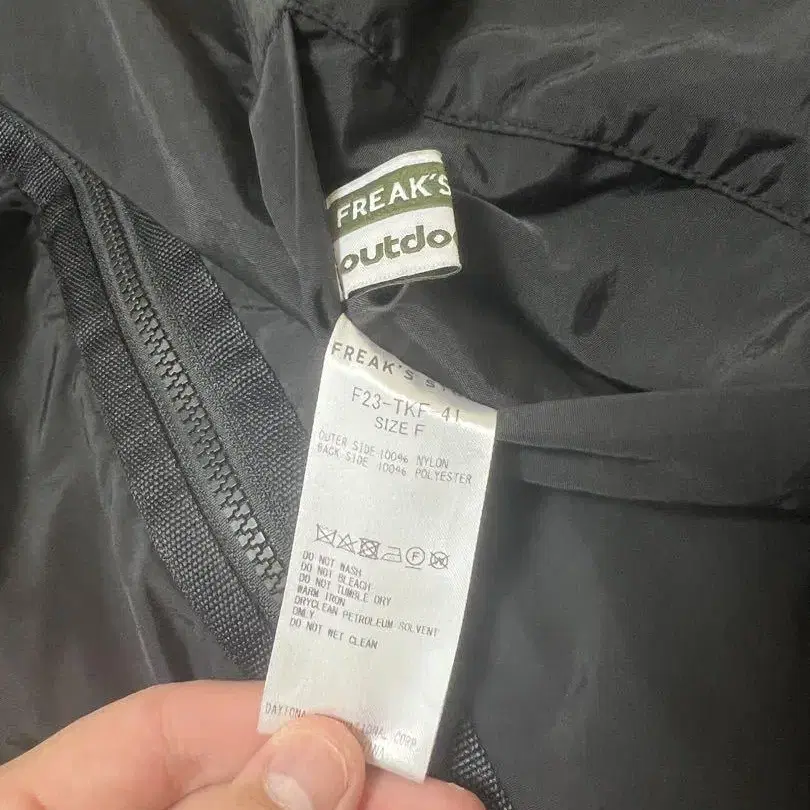 FREAK'S
outdo
FREAK'S
F23-TKF-41
SIZE F
OUTER SIDE 100% NYLON
BACK SIDE 100% POLYESTER
F
DO NOT WASH
DO NOT BLEACH
DO NOT TUMBLE DRY
WARM IRON
DRYCLEAN PETROLEUM SOLVENT
ONLY
DO NOT WET CLEAN
CORP.